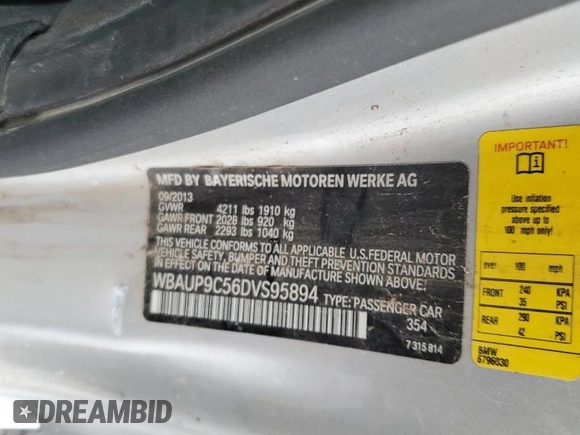 MFD BY BAYERISCHE MOTOREN WERKE AG
09/2013
GVWR 4211 lbs 1910 kg
GAWR FRONT 2028 lbs 920 kg
GAWR REAR 2293 lbs 1040 kg
THIS VEHICLE CONFORMS TO ALL APPLICABLE U.S.FEDERAL MOTOR
VEHICLE SAFETY, BUMPER, AND THEFT PREVENTION STANDARDS
IN EFFECT ON THE DATE OF MANUFACTURE SHOWN ABOVE.
WBAUP9C56DVS95894 TYPE: PASSENGER CAR
354
7 315 814
IMPORTANT!
Use inflation
pressure specified
above for up to
100 mph only!
over 100 mph
FRONT 240 KPA
35 PSI
REAR 290 KPA
42 PSI
BMW
6796030
DREAMBID